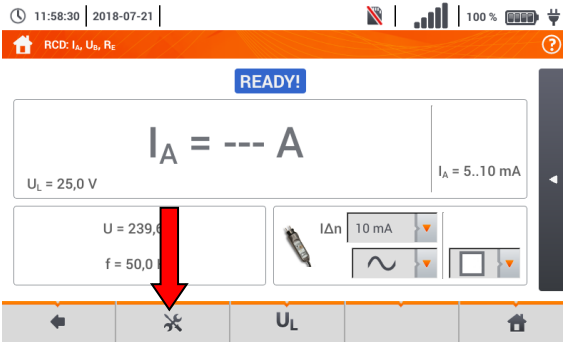 11:58:30 2018-07-21 100 %
RCD: IA, UB, RE ?
READY!
IA = --- A
UL = 25,0 V
IA = 5..10 mA
U = 239,
f = 50,0
IΔn 10 mA
UL